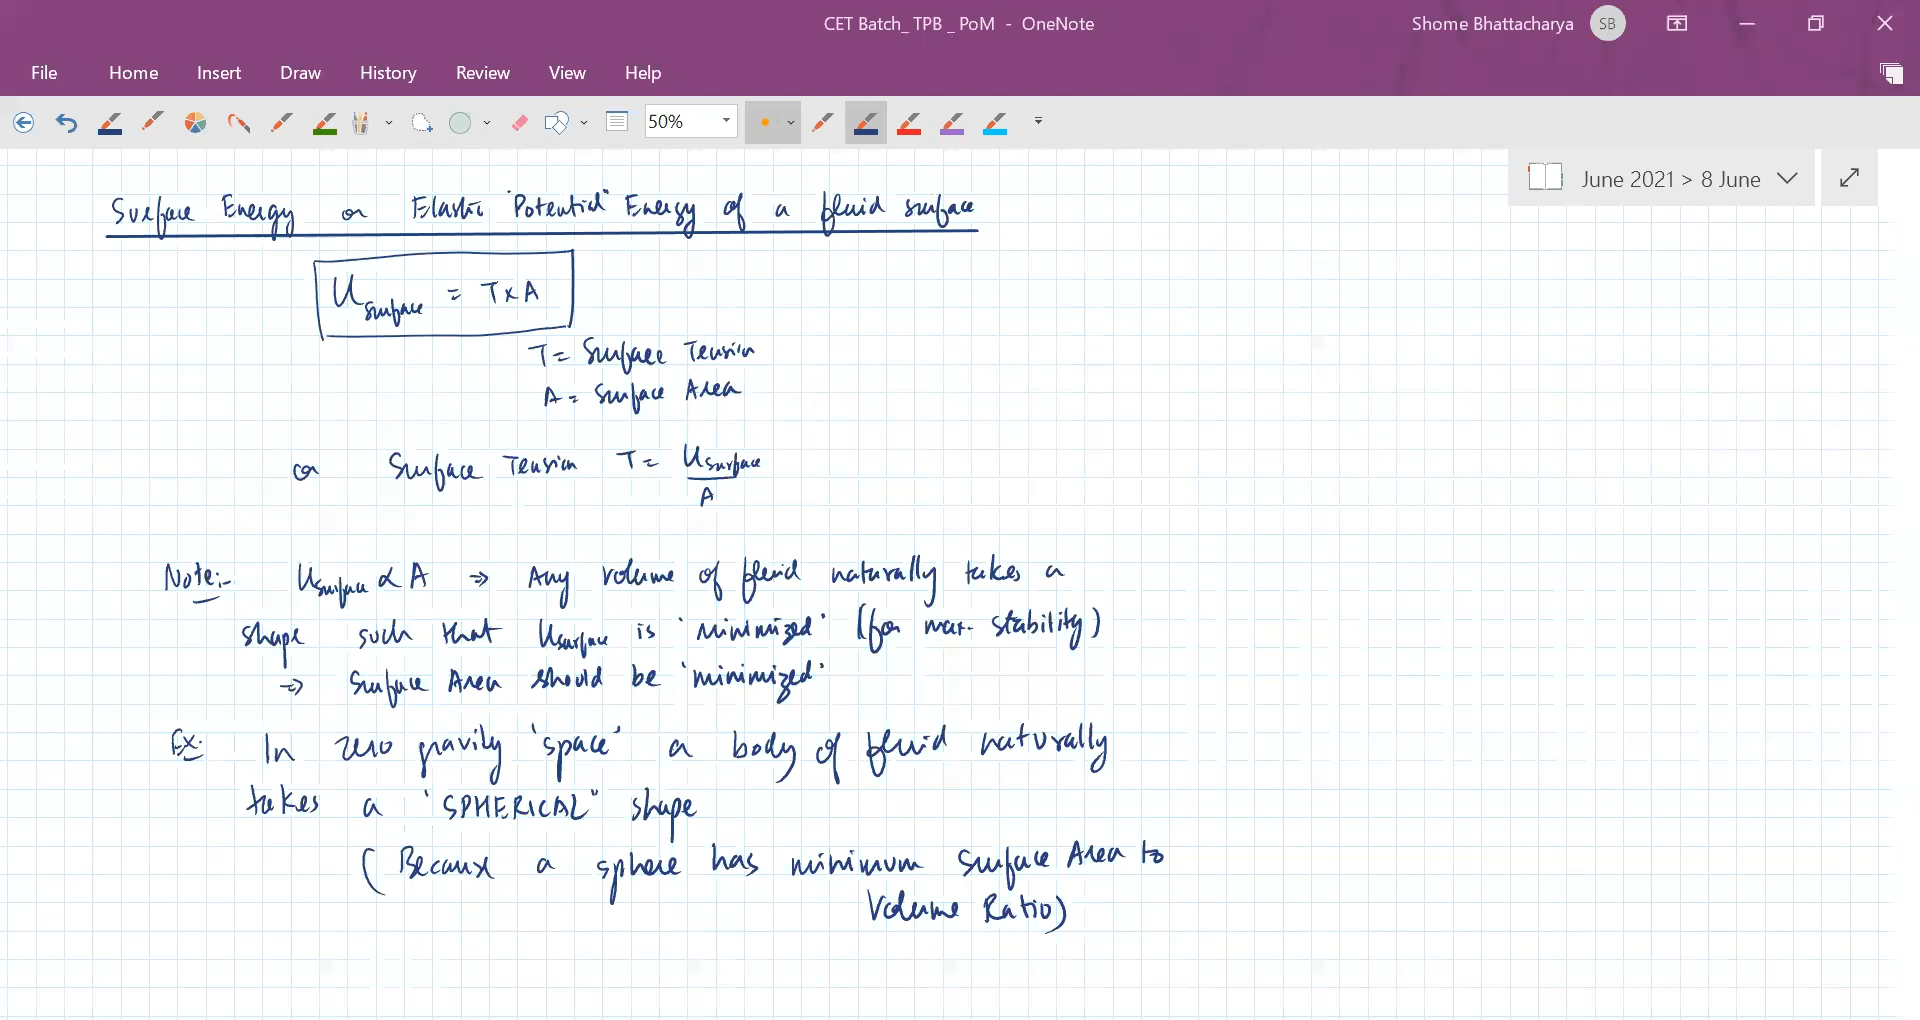 CET Batch_ TPB _ PoM - OneNote
Shome Bhattacharya SB
File Home Insert Draw History Review View Help
50%
June 2021 > 8 June
Surface Energy or Elastic "Potential" Energy of a fluid surface
U surface = T x A
T = Surface Tension
A = Surface Area
or Surface Tension T = U surface / A
Note:- U surface ∝ A ⇒ Any volume of fluid naturally takes a
shape such that U surface is 'minimized' (for max. stability)
⇒ Surface Area should be 'minimized'
Ex: In zero gravity 'space' a body of fluid naturally
takes a 'SPHERICAL" shape
(Because a sphere has minimum Surface Area to
Volume Ratio)